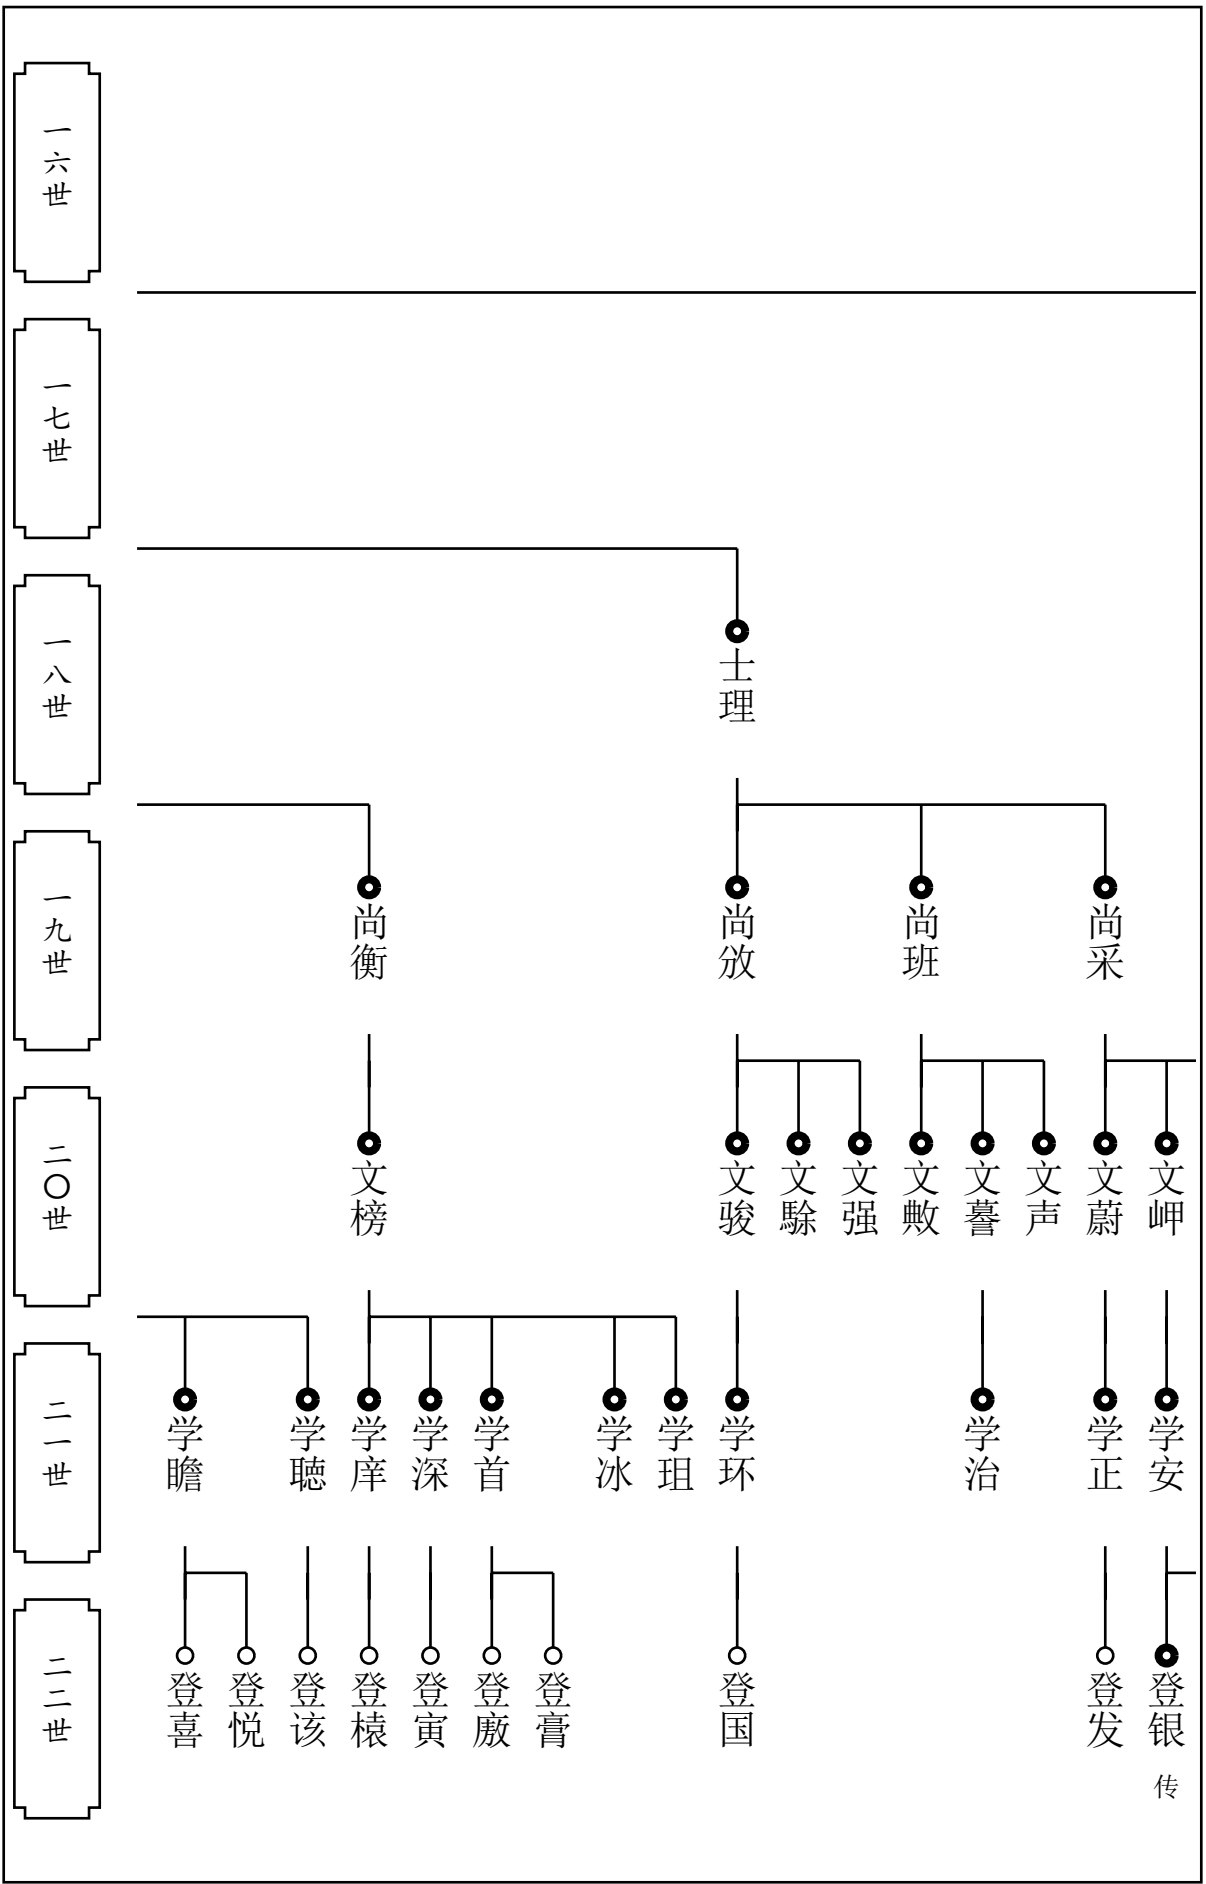 一六世
一七世
一八世
一九世
二〇世
二一世
二二世
士理
尚衡
尚攽
尚班
尚采
文榜
文骏
文駼
文强
文敟
文謩
文声
文蔚
文岬
学瞻
学聴
学庠
学深
学首
学冰
学珇
学环
学治
学正
学安
登喜
登悦
登该
登榬
登寅
登廒
登膏
登国
登发
登银
传